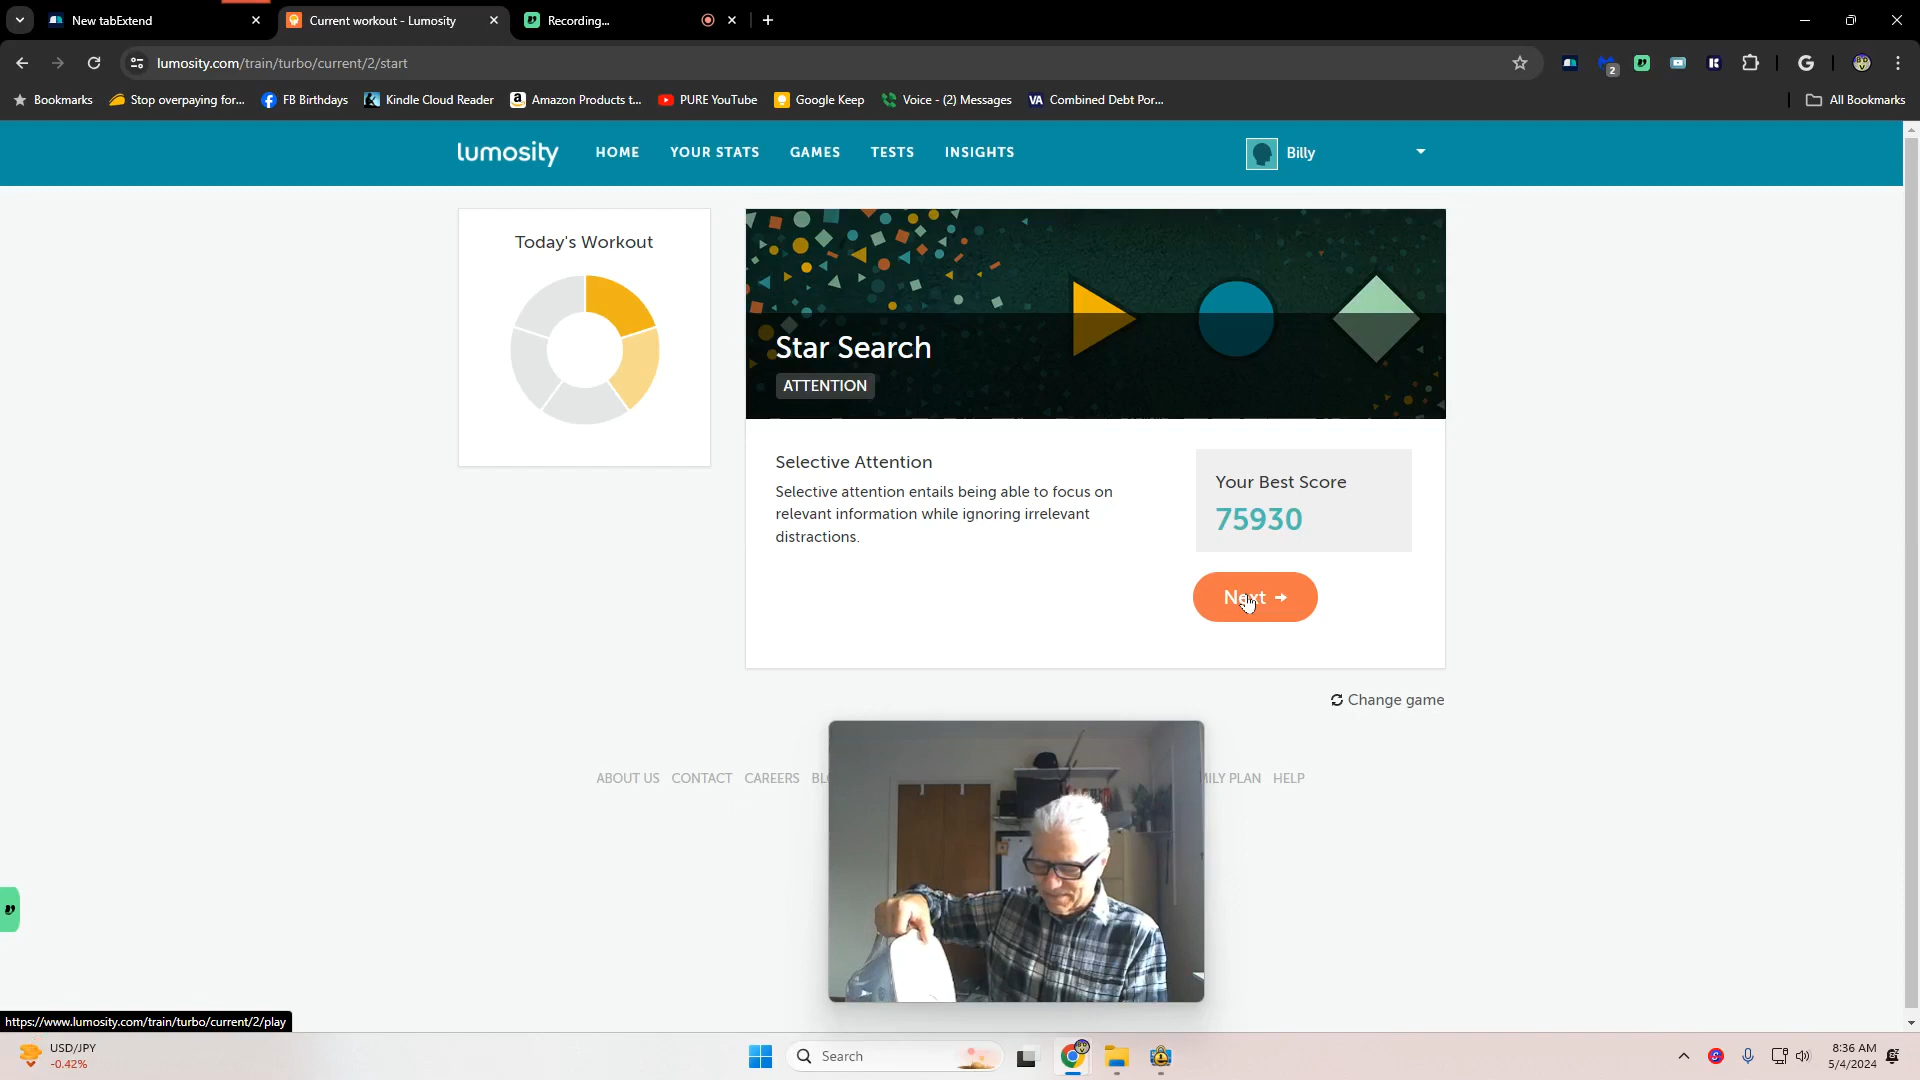 New tabExtend
Current workout - Lumosity
Recording...
lumosity.com/train/turbo/current/2/start
2
G
Bookmarks
Stop overpaying for...
FB Birthdays
Kindle Cloud Reader
Amazon Products t...
PURE YouTube
Google Keep
Voice - (2) Messages
VA Combined Debt Por...
All Bookmarks
lumosity
HOME
YOUR STATS
GAMES
TESTS
INSIGHTS
Billy
Today's Workout
Star Search
ATTENTION
Selective Attention
Selective attention entails being able to focus on
relevant information while ignoring irrelevant
distractions.
Your Best Score
75930
Next
Change game
ABOUT US
CONTACT
CAREERS
PLAN
HELP
https://www.lumosity.com/train/turbo/current/2/play
USD/JPY
-0.42%
Search
8:36 AM
5/4/2024